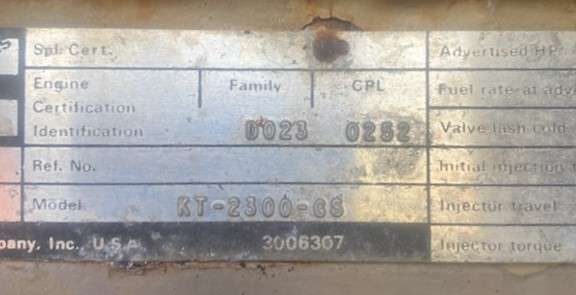 Spl. Cert.
Advertised HP
Engine
Family
CPL
Fuel rate at adv
Certification
Identification
D023 0252
Valve lash cold
Ref. No.
Initial injection
Model
KT-2300-GS
Injector travel
pany, Inc., U.S.A.
3006307
Injector torque